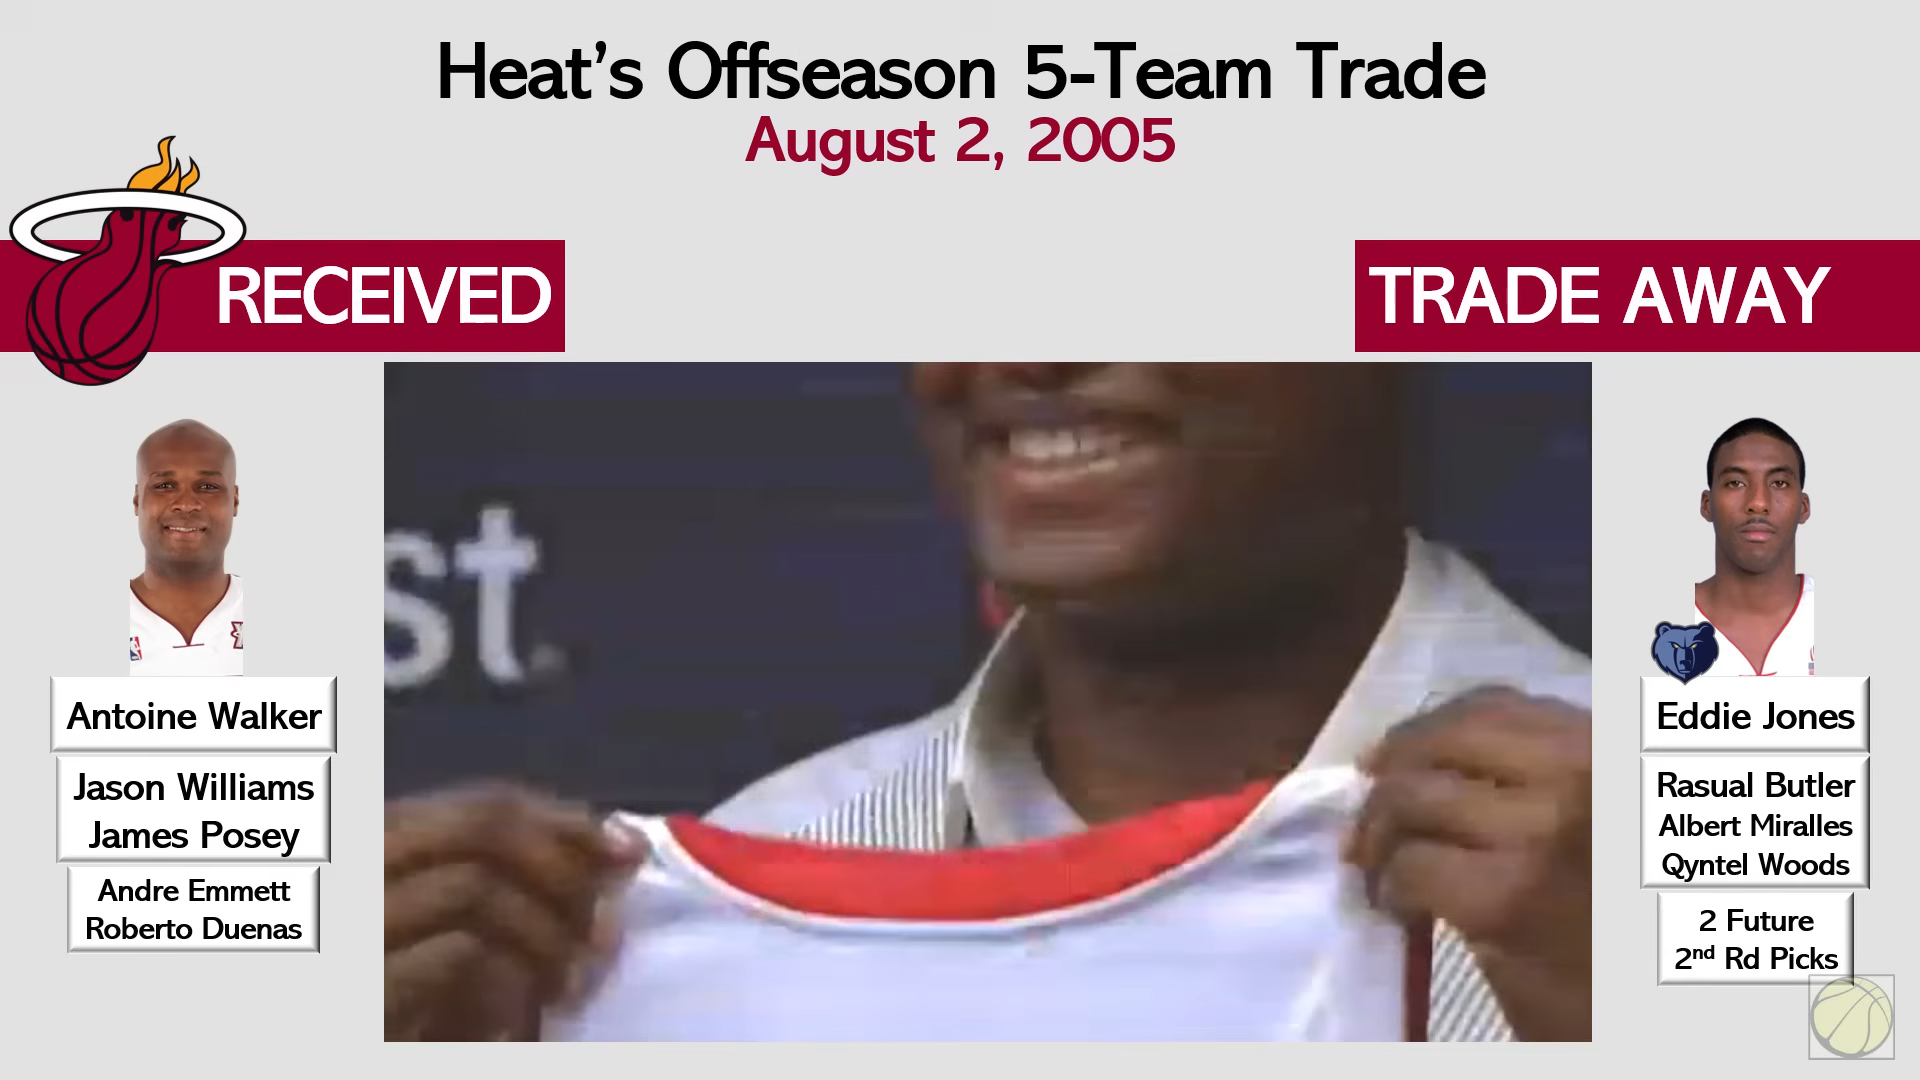 Heat's Offseason 5-Team Trade
August 2, 2005
RECEIVED
TRADE AWAY
st.
Antoine Walker
Jason Williams
James Posey
Andre Emmett
Roberto Duenas
Eddie Jones
Rasual Butler
Albert Miralles
Qyntel Woods
2 Future
2nd Rd Picks